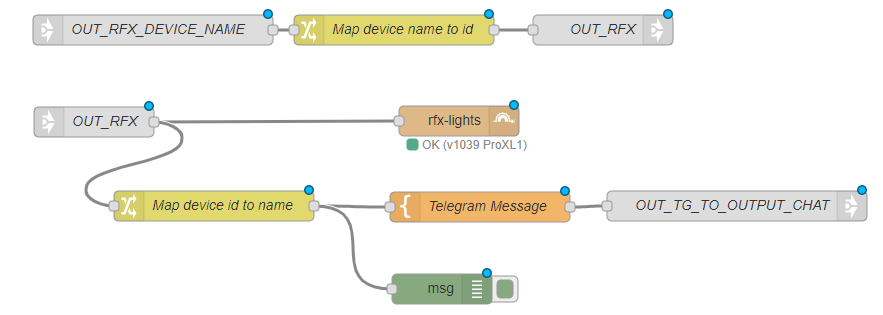 OUT_RFX_DEVICE_NAME
Map device name to id
OUT_RFX
OUT_RFX
rfx-lights
OK (v1039 ProXL1)
Map device id to name
Telegram Message
OUT_TG_TO_OUTPUT_CHAT
msg